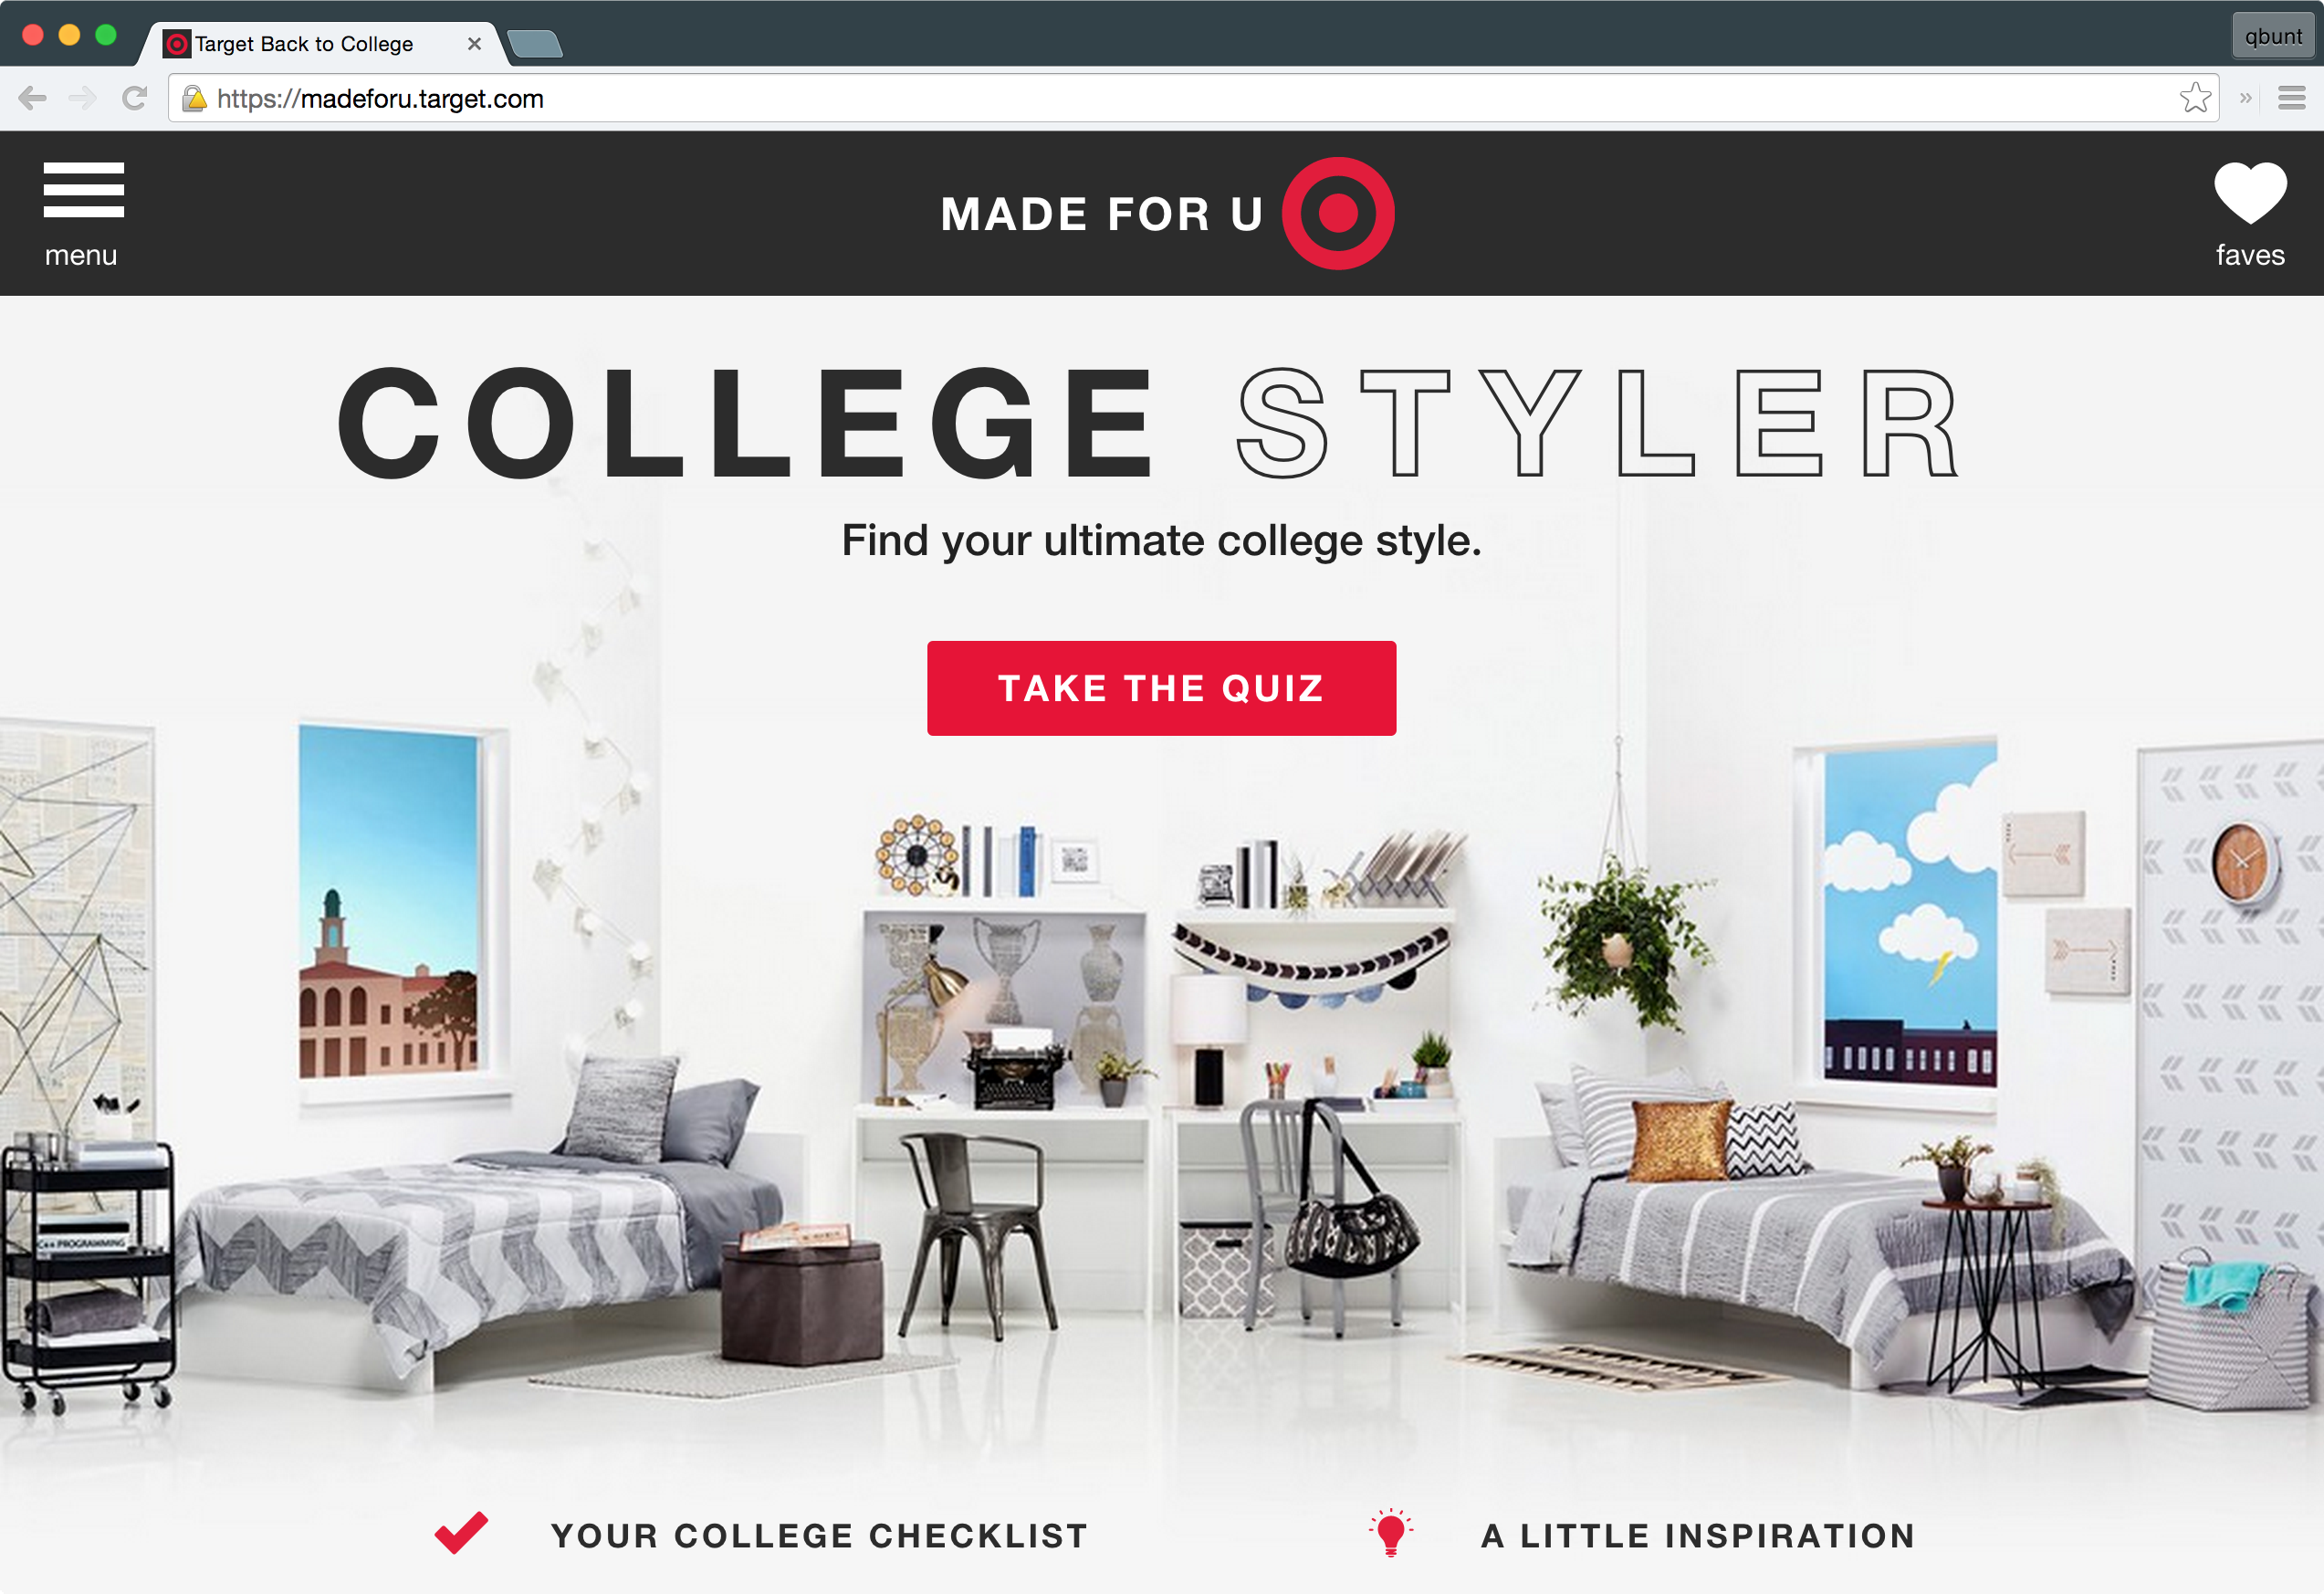 Target Back to College
qbunt
https://madeforu.target.com
menu
MADE FOR U
faves
COLLEGE STYLER
Find your ultimate college style.
TAKE THE QUIZ
C++ PROGRAMMING
YOUR COLLEGE CHECKLIST
A LITTLE INSPIRATION